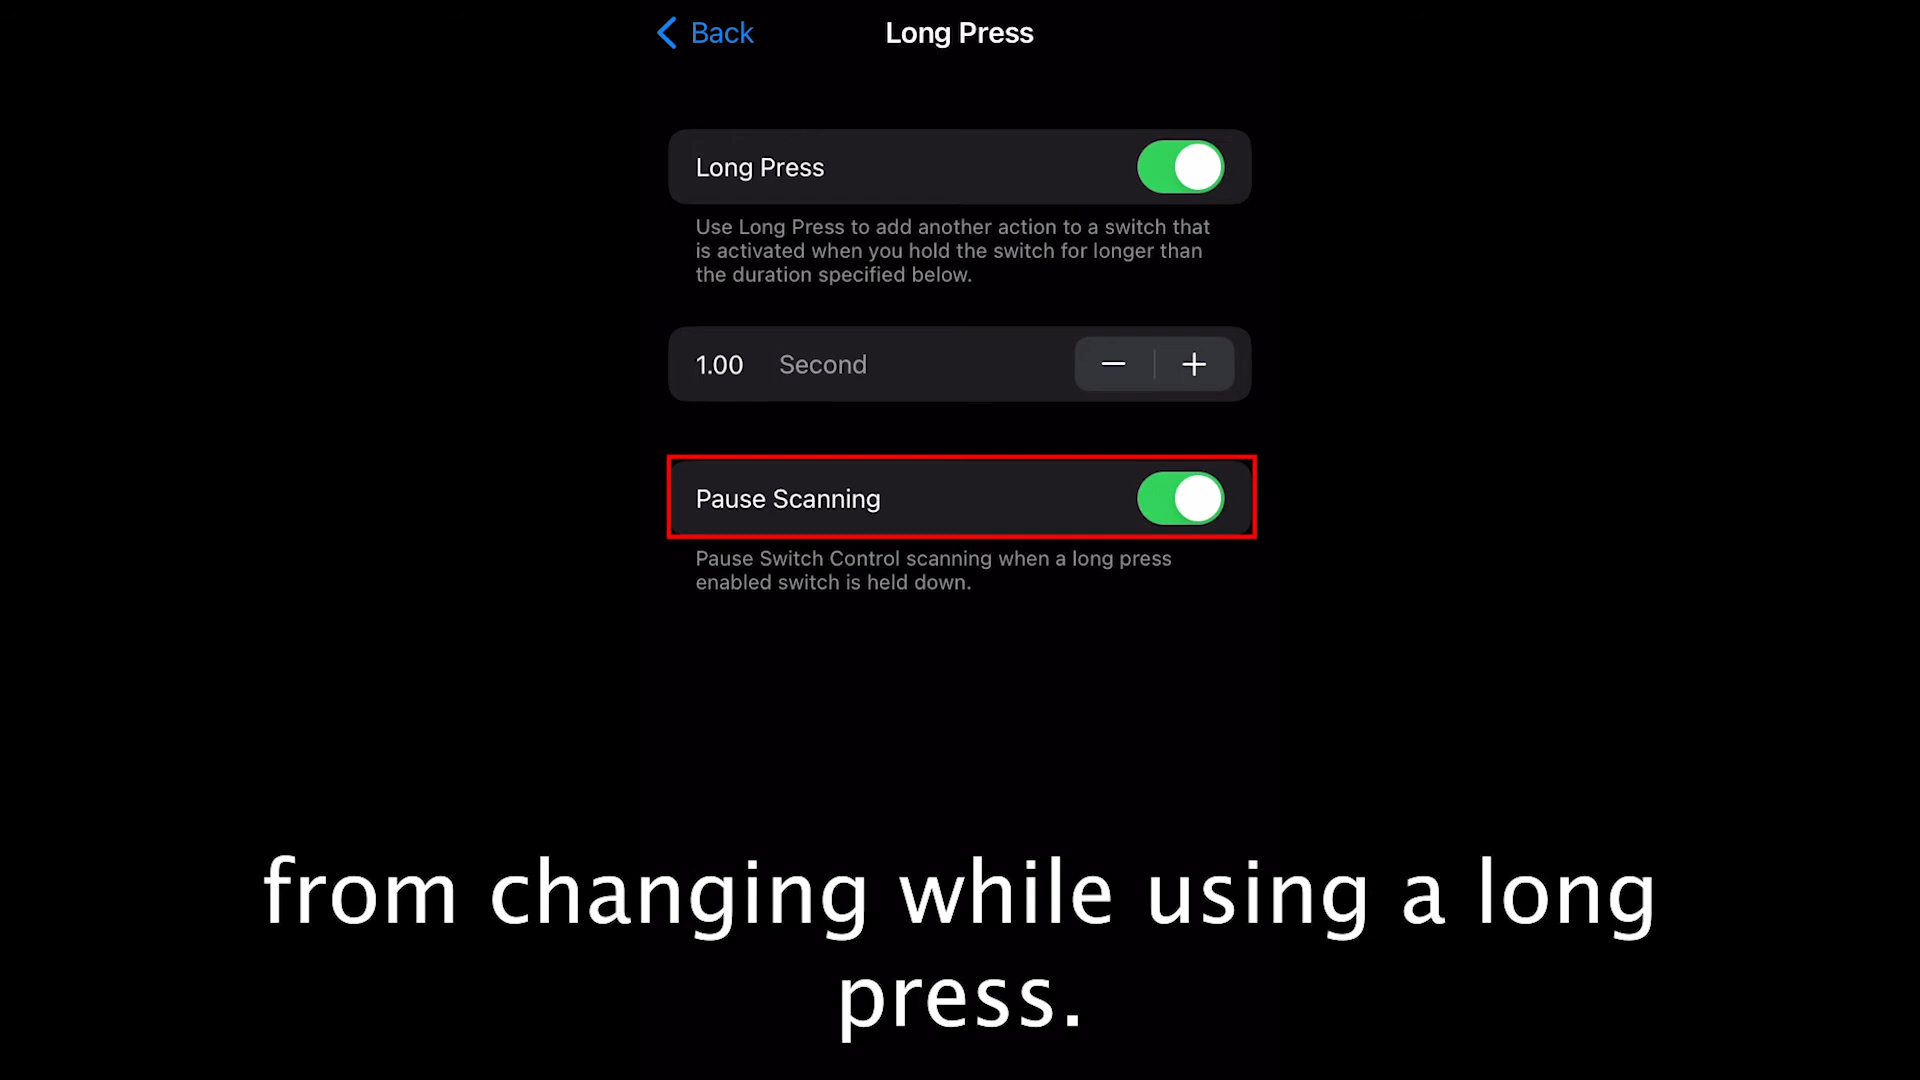 Back
Long Press
Long Press
Use Long Press to add another action to a switch that
is activated when you hold the switch for longer than
the duration specified below.
1.00 Second
Pause Scanning
Pause Switch Control scanning when a long press
enabled switch is held down.
from changing while using a long
press.